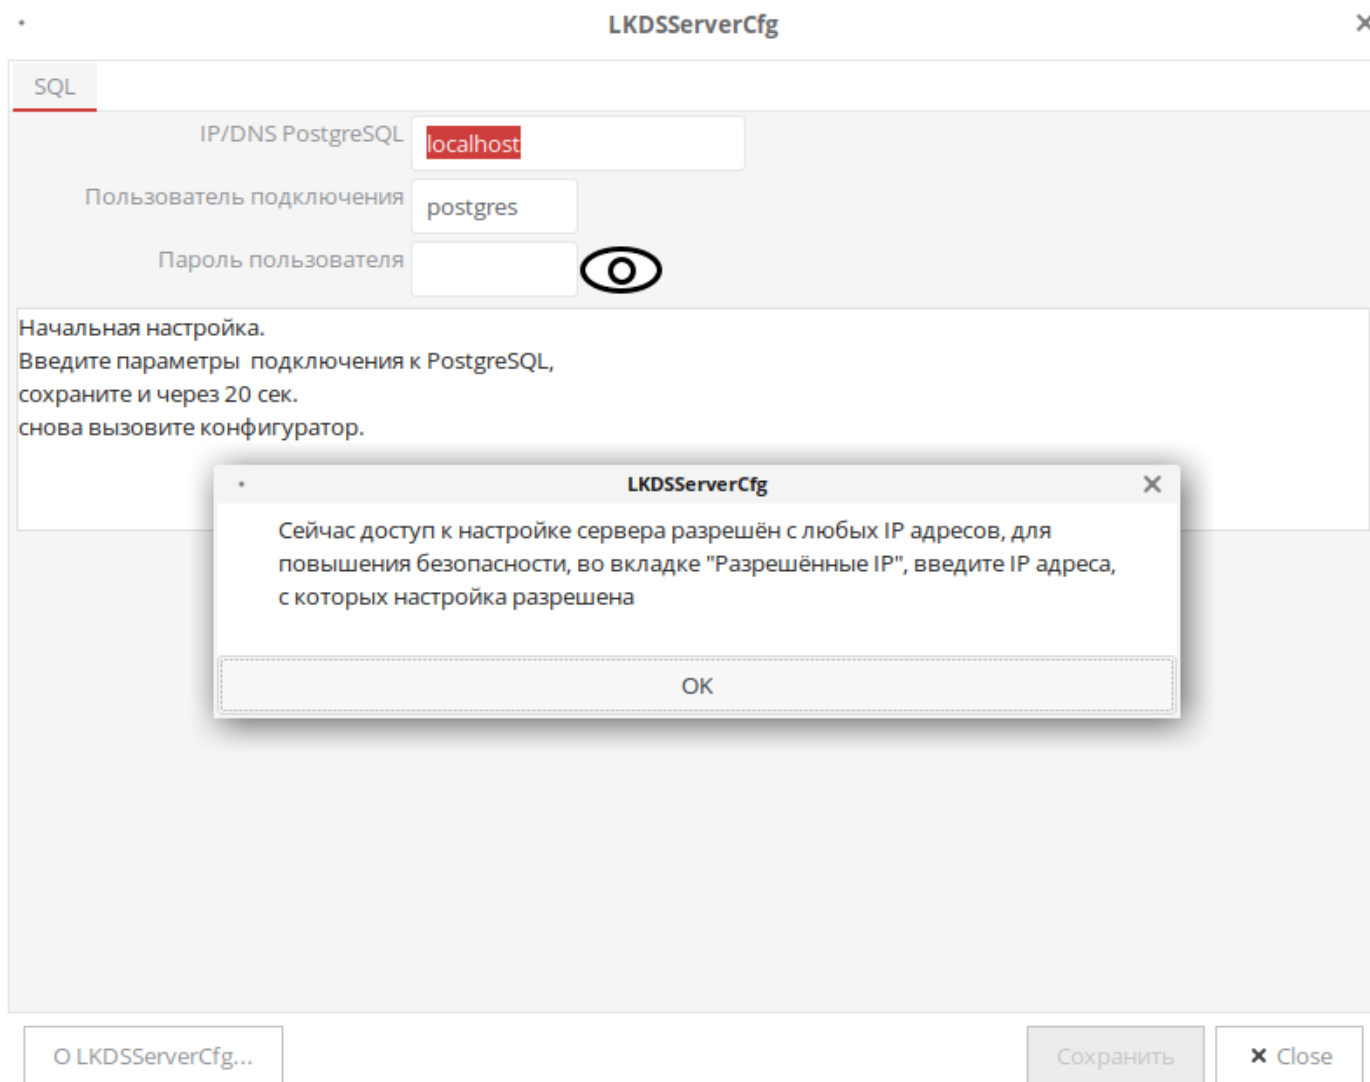 LKDSServerCfg
SQL
IP/DNS PostgreSQL
localhost
Пользователь подключения
postgres
Пароль пользователя
Начальная настройка.
Введите параметры  подключения к PostgreSQL,
сохраните и через 20 сек.
снова вызовите конфигуратор.
LKDSServerCfg
Сейчас доступ к настройке сервера разрешён с любых IP адресов, для
повышения безопасности, во вкладке "Разрешённые IP", введите IP адреса,
с которых настройка разрешена
OK
О LKDSServerCfg...
Сохранить
Close